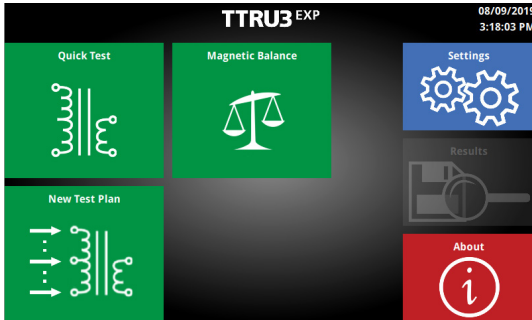 TTRU3 EXP
08/09/2019
3:18:03 PM
Quick Test
Magnetic Balance
Settings
Results
New Test Plan
About
i